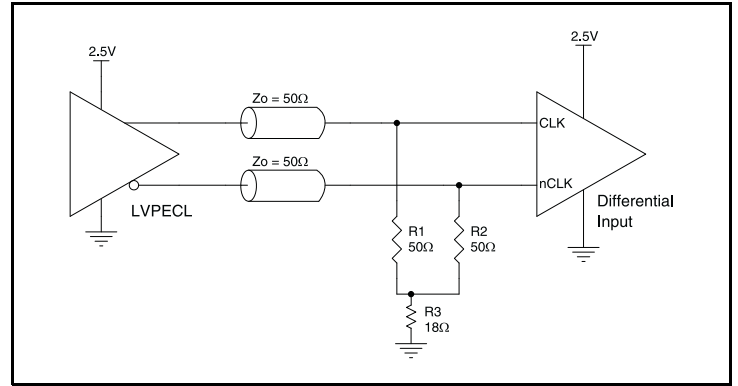 2.5V
2.5V
Zo = 50Ω
CLK
Zo = 50Ω
nCLK
LVPECL
Differential
Input
R1
50Ω
R2
50Ω
R3
18Ω